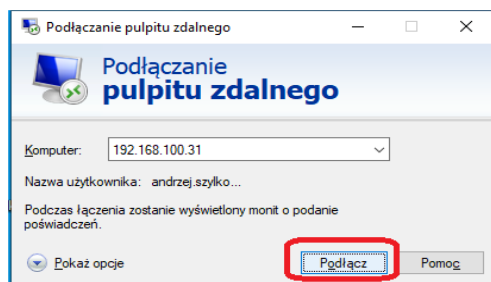 Podłączanie pulpitu zdalnego
Podłączanie
pulpitu zdalnego
Komputer: 192.168.100.31
Nazwa użytkownika: andrzej.szylko...
Podczas łączenia zostanie wyświetlony monit o podanie
poświadczeń.
Pokaż opcje Podłącz Pomoc